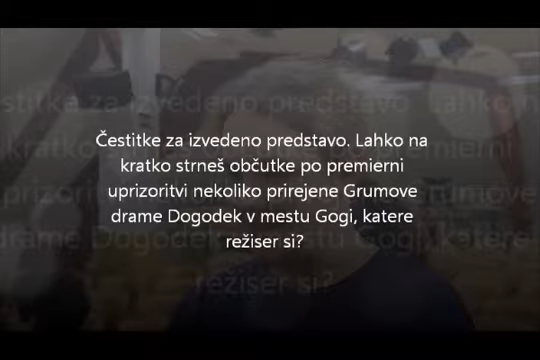 Čestitke za izvedeno predstavo. Lahko na
kratko strneš občutke po premierni
uprizoritvi nekoliko prirejene Grumove
drame Dogodek v mestu Gogi, katere
režiser si?